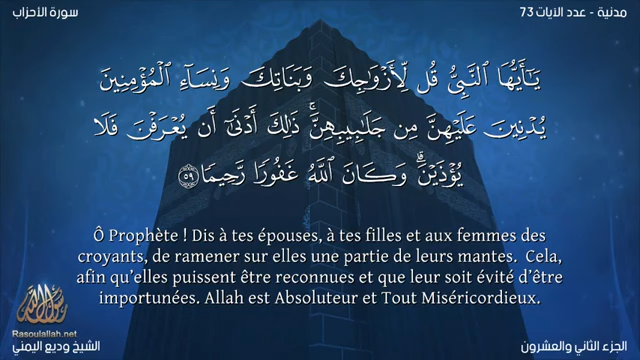 مدنية - عدد الآيات 73
سورة الأحزاب
يَـٰٓأَيُّهَا ٱلنَّبِىُّ قُل لِّأَزْوَٰجِكَ وَبَنَاتِكَ وَنِسَآءِ ٱلْمُؤْمِنِينَ
يُدْنِينَ عَلَيْهِنَّ مِن جَلَـٰبِيبِهِنَّ ۚ ذَٰلِكَ أَدْنَىٰٓ أَن يُعْرَفْنَ فَلَا
يُؤْذَيْنَ ۗ وَكَانَ ٱللَّهُ غَفُورًا رَّحِيمًا ﴿٥٩﴾
Ô Prophète ! Dis à tes épouses, à tes filles et aux femmes des
croyants, de ramener sur elles une partie de leurs mantes. Cela,
afin qu’elles puissent être reconnues et que leur soit évité d’être
importunées. Allah est Absoluteur et Tout Miséricordieux.
رسول الله
Rasoulallah.net
الجزء الثاني والعشرون
الشيخ وديع اليمني